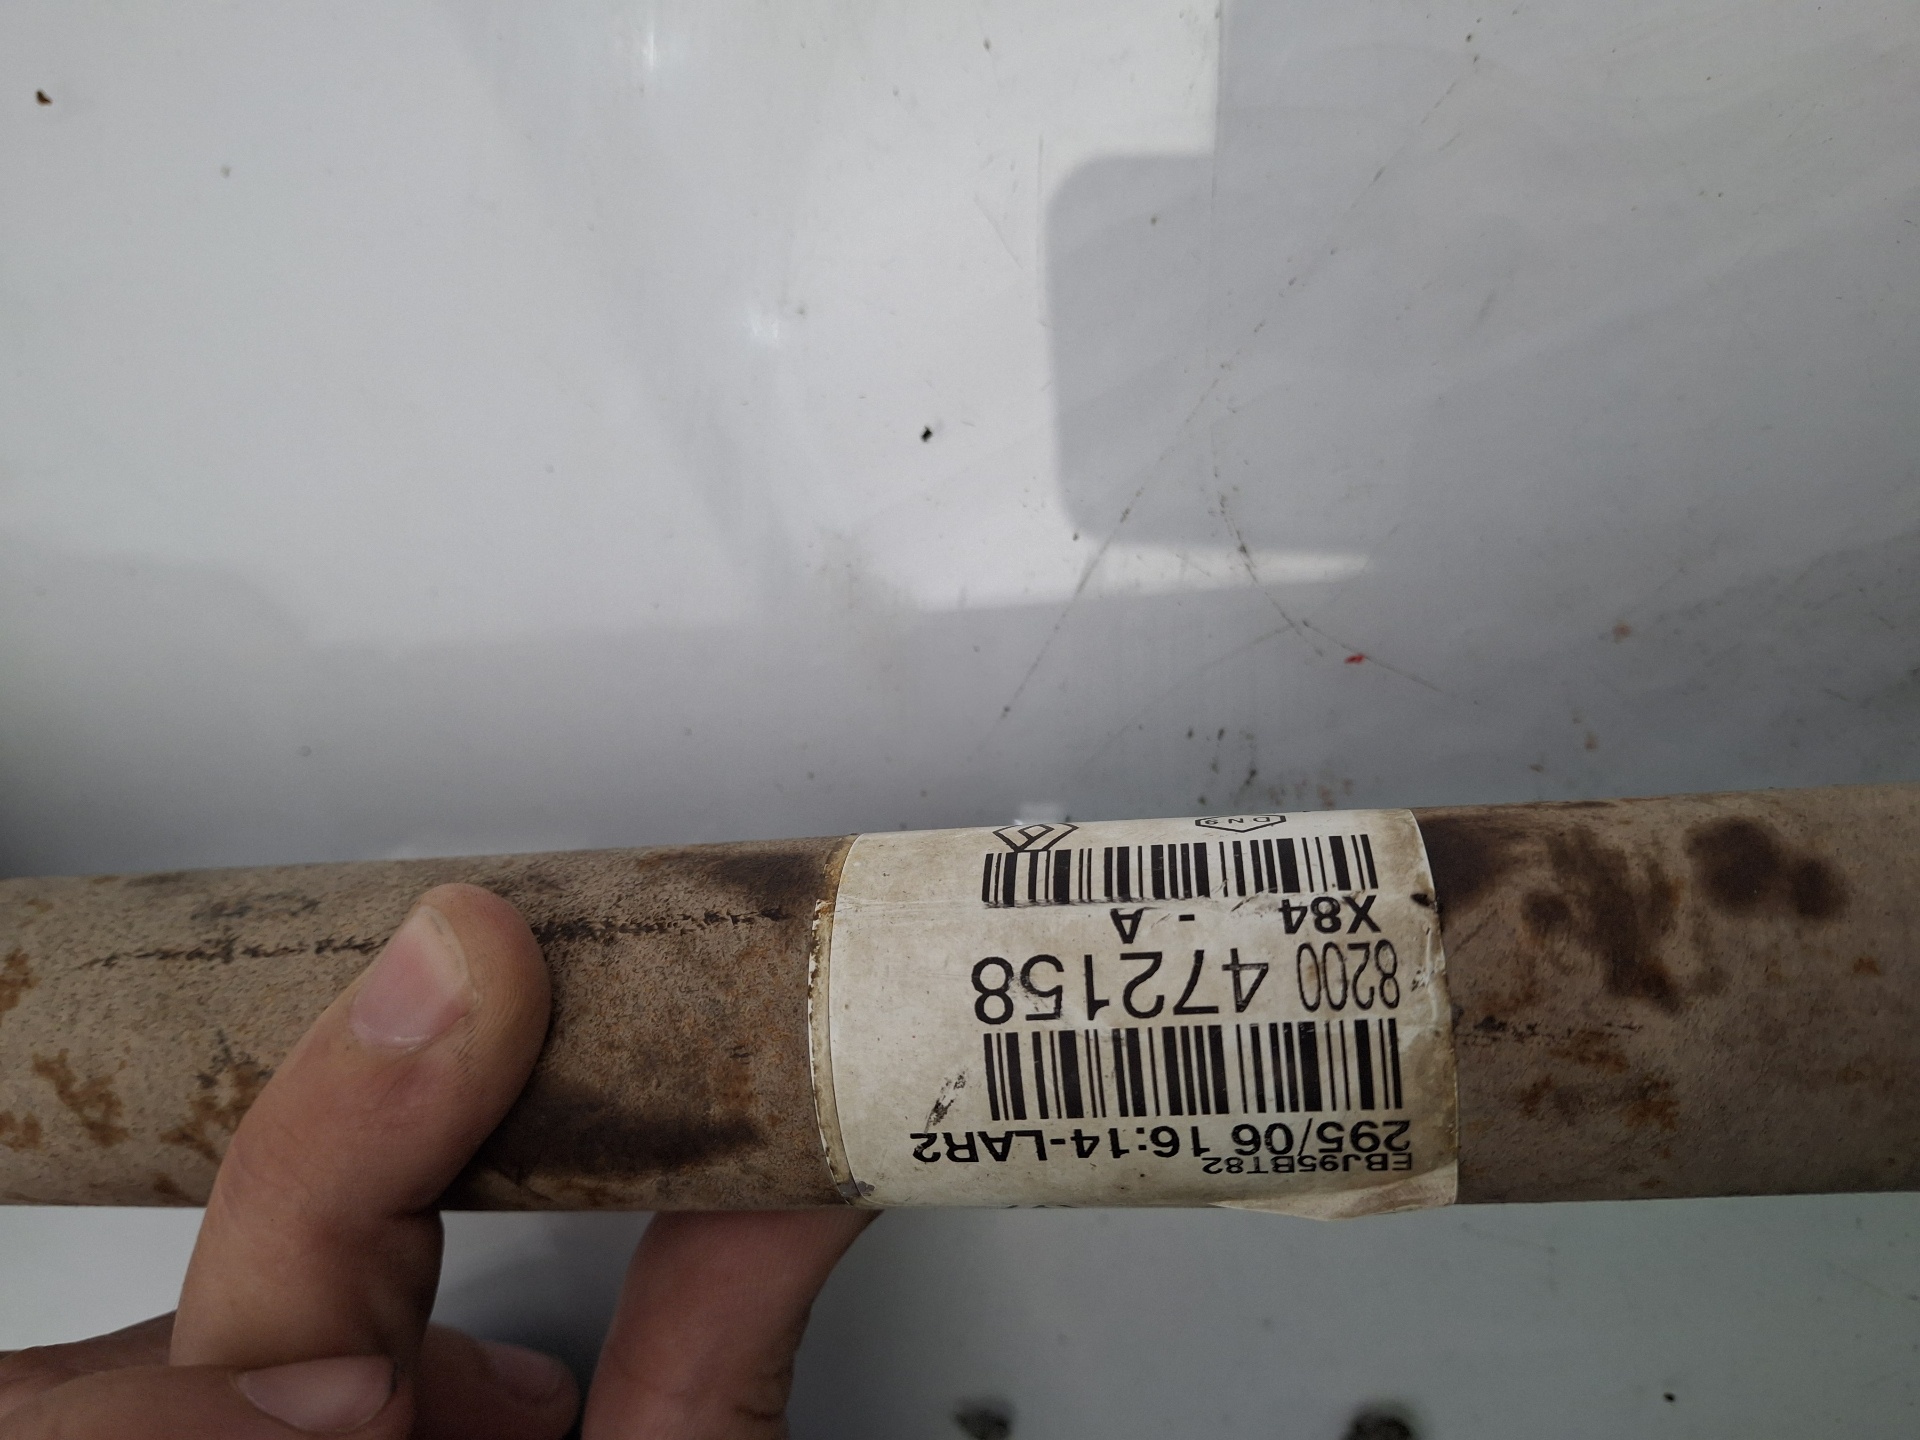 EBJ95BT82
295/06 16:14-LAR2
8200 472158
X84 - A